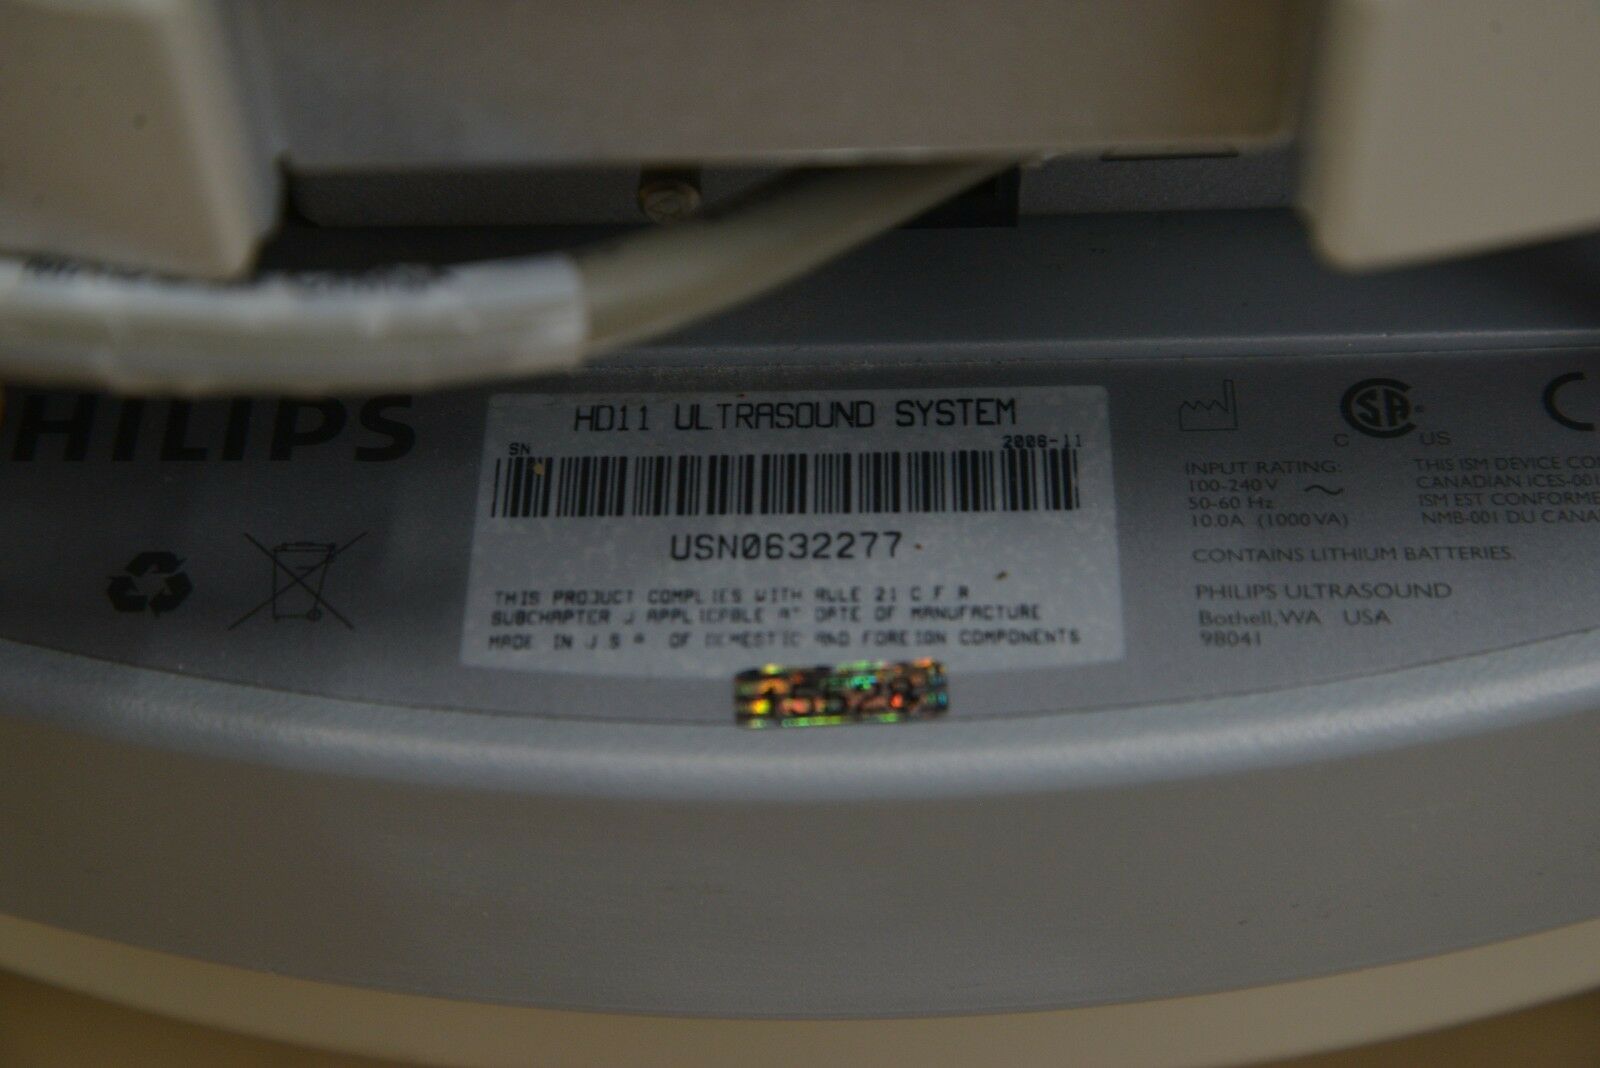 HILIPS
HD11 ULTRASOUND SYSTEM
SN
USN0632277
THIS PRODUCT COMPLIES WITH RULE 21 C F R
SUBCHAPTER J APPLICABLE AT DATE OF MANUFACTURE
MADE IN U.S A OF DOMESTIC AND FOREIGN COMPONENTS
C SA US
INPUT RATING:
100-240V ~
50-60 Hz
10.0A (1000VA)
THIS ISM DEVICE CO
CANADIAN ICES-001
ISM EST CONFORME
NMB-001 DU CANA
CONTAINS LITHIUM BATTERIES.
PHILIPS ULTRASOUND
Bothell, WA USA
98041